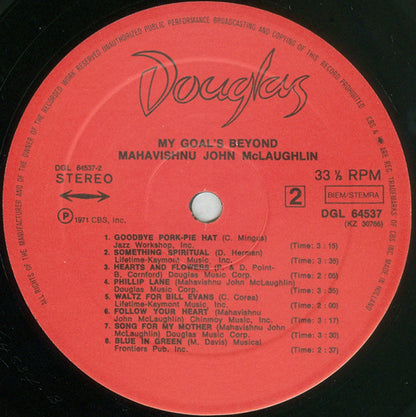 ALL RIGHTS OF THE MANUFACTURER AND OF THE OWNER OF THE RECORDED WORK RESERVED UNAUTHORIZED PUBLIC PERFORMANCE BROADCASTING AND COPYING OF THIS RECORD PROHIBITED
CBS & ARE REG. TRADEMARKS OF CBS INC. MADE IN HOLLAND
Douglas
MY GOAL'S BEYOND
MAHAVISHNU JOHN McLAUGHLIN
DGL 64537-2
STEREO
33 ⅓ RPM
2
BIEM/STEMRA
DGL 64537
(KZ 30766)
℗ 1971 CBS, Inc.
1. GOODBYE PORK-PIE HAT (C. Mingus)
Jazz Workshop, Inc. (Time: 3:15)
2. SOMETHING SPIRITUAL (D. Herman)
Lifetime-Kaymount Music Inc. (Time: 3:28)
3. HEARTS AND FLOWERS (P. & D. Point-
B. Cornford) Douglas Music Corp. (Time: 2:05)
4. PHILLIP LANE (Mahavishnu John McLaughlin)
Douglas Music Corp. (Time: 3:35)
5. WALTZ FOR BILL EVANS (C. Corea)
Lifetime-Kaymont Music Inc. (Time: 2:00)
6. FOLLOW YOUR HEART (Mahavishnu
John McLaughlin) Chinmoy Music, Inc. (Time: 3:17)
7. SONG FOR MY MOTHER (Mahavishnu John
McLaughlin) Douglas Music Corp. (Time: 3:30)
8. BLUE IN GREEN (M. Davis) Musical
Frontiers Pub. Inc. (Time: 2:37)